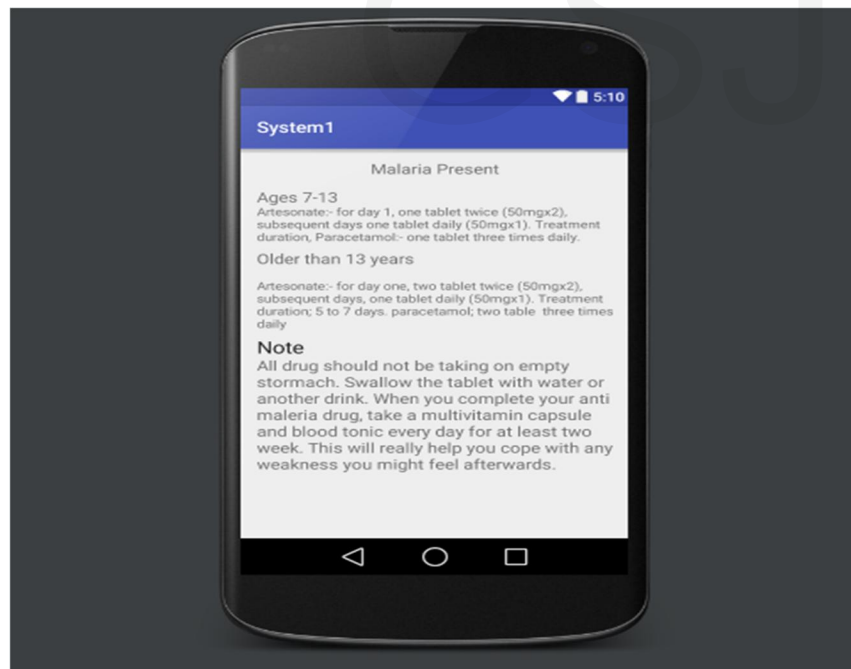 5:10
System1
Malaria Present
Ages 7-13
Artesonate:- for day 1, one tablet twice (50mgx2),
subsequent days one tablet daily (50mgx1). Treatment
duration, Paracetamol:- one tablet three times daily.
Older than 13 years
Artesonate:- for day one, two tablet twice (50mgx2),
subsequent days, one tablet daily (50mgx1). Treatment
duration; 5 to 7 days. paracetamol; two table  three times
daily
Note
All drug should not be taking on empty
stormach. Swallow the tablet with water or
another drink. When you complete your anti
maleria drug, take a multivitamin capsule
and blood tonic every day for at least two
week. This will really help you cope with any
weakness you might feel afterwards.